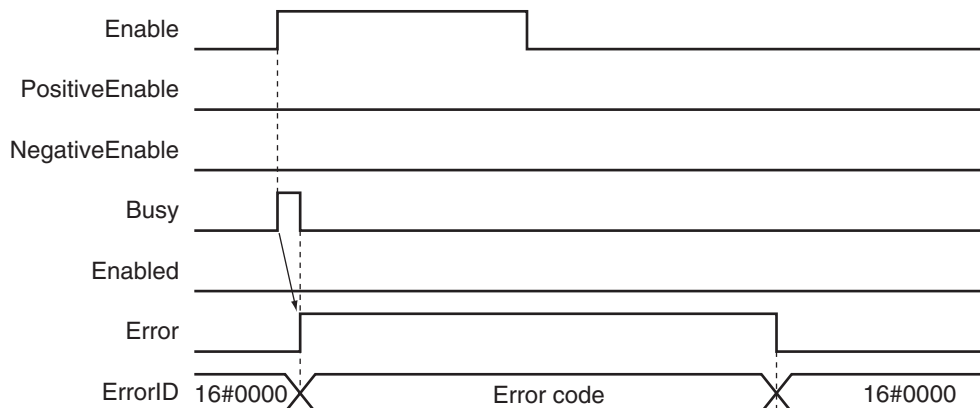 Enable
PositiveEnable
NegativeEnable
Busy
Enabled
Error
ErrorID 16#0000 Error code 16#0000